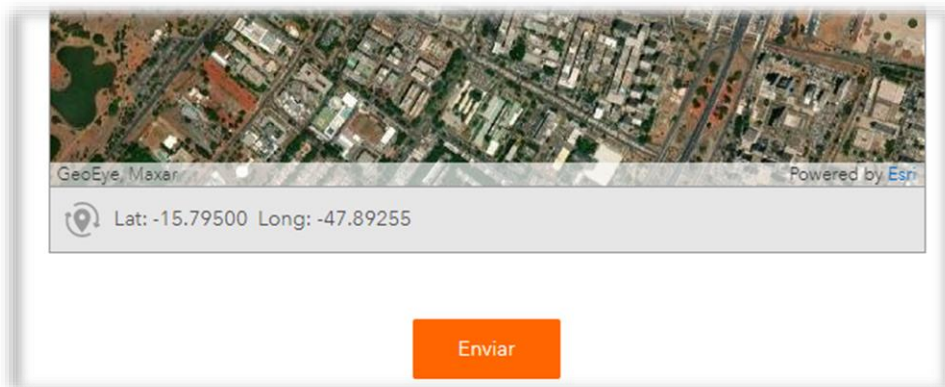 GeoEye, Maxar
Powered by Esri
Lat: -15.79500 Long: -47.89255
Enviar